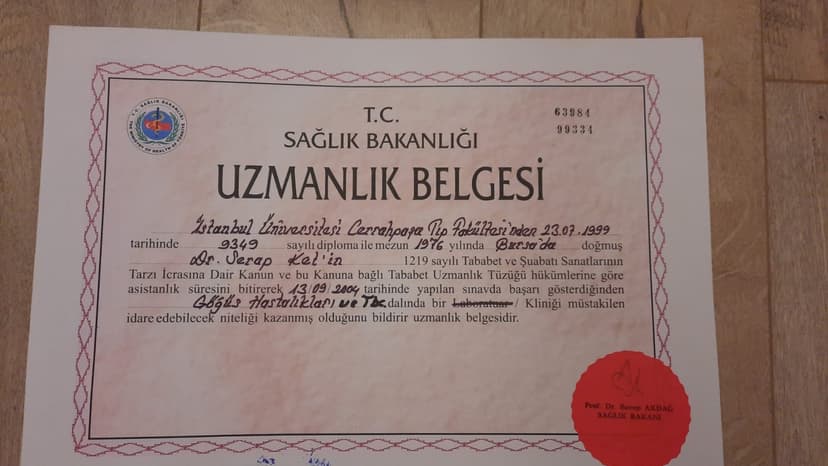 T.C.
63984
SAĞLIK BAKANLIĞI
99334
UZMANLIK BELGESİ
T.C. SAĞLIK BAKANLIĞI
İstanbul Üniversitesi Cerrahpaşa Tıp Fakültesi'nden 23.07.1999
tarihinde 9349 sayılı diploma ile mezun 1976 yılında Bursa'da doğmuş
Dr. Serap Kel'in 1219 sayılı Tababet ve Şuabatı Sanatlarının
Tarzı İcrasına Dair Kanun ve bu Kanuna bağlı Tababet Uzmanlık Tüzüğü hükümlerine göre
asistanlık süresini bitirerek 13/09/2004 tarihinde yapılan sınavda başarı gösterdiğinden
Göğüs Hastalıkları ve Tbc dalında bir Laboratuar / Kliniği müstakilen
idare edebilecek niteliği kazanmış olduğunu bildirir uzmanlık belgesidir.
Prof. Dr. Recep AKDAĞ
SAĞLIK BAKANI